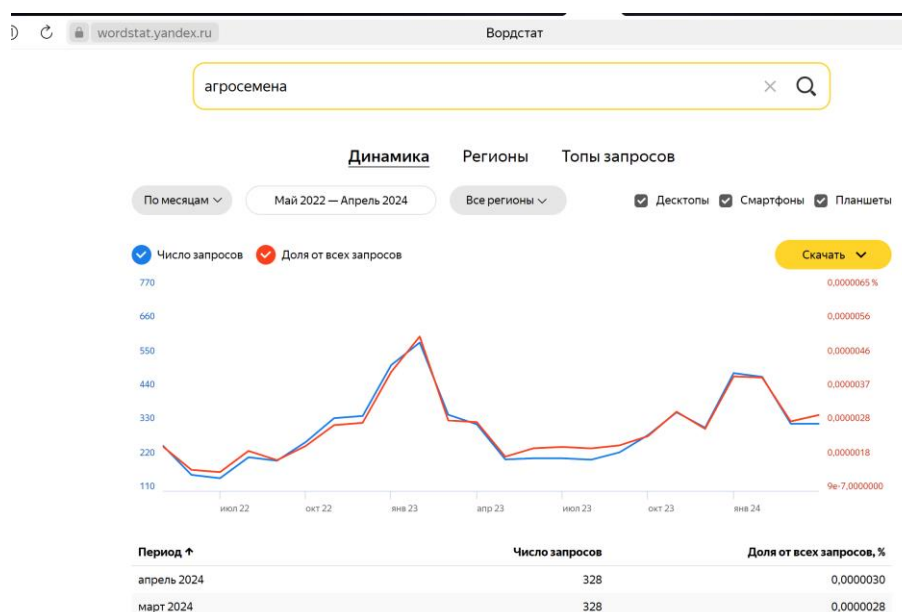 wordstat.yandex.ru Вордстат
агросемена
Динамика Регионы Топы запросов
По месяцам Май 2022 — Апрель 2024 Все регионы Десктопы Смартфоны Планшеты
Число запросов Доля от всех запросов Скачать
770 0,0000065 %
660 0,0000056
550 0,0000046
440 0,0000037
330 0,0000028
220 0,0000018
110 9e-7,0000000
июл 22 окт 22 янв 23 апр 23 июл 23 окт 23 янв 24
Период ↑ Число запросов Доля от всех запросов, %
апрель 2024 328 0,0000030
март 2024 328 0,0000028